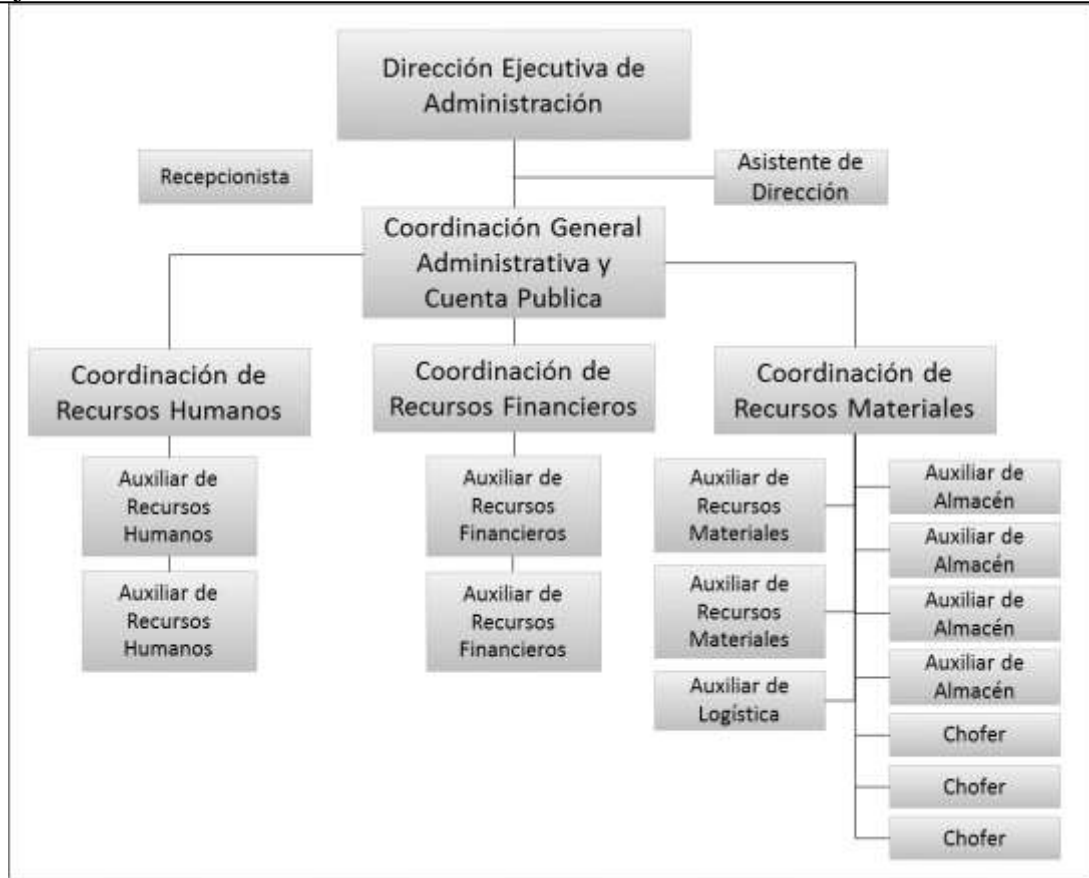 Dirección Ejecutiva de
Administración
Recepcionista
Asistente de
Dirección
Coordinación General
Administrativa y
Cuenta Publica
Coordinación de
Recursos Humanos
Coordinación de
Recursos Financieros
Coordinación de
Recursos Materiales
Auxiliar de
Recursos
Humanos
Auxiliar de
Recursos
Humanos
Auxiliar de
Recursos
Financieros
Auxiliar de
Recursos
Financieros
Auxiliar de
Recursos
Materiales
Auxiliar de
Recursos
Materiales
Auxiliar de
Logística
Auxiliar de
Almacén
Auxiliar de
Almacén
Auxiliar de
Almacén
Auxiliar de
Almacén
Chofer
Chofer
Chofer